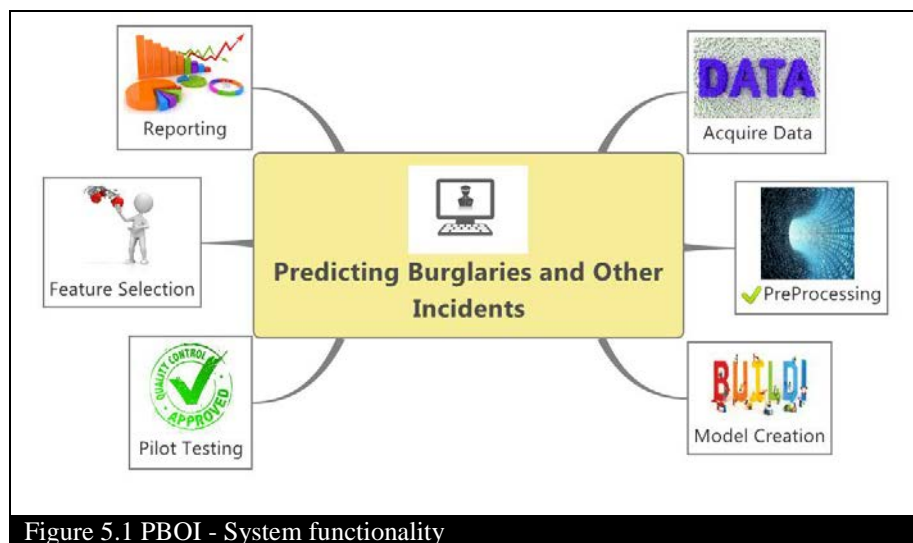 Reporting
DATA
Acquire Data
Predicting Burglaries and Other
Incidents
Feature Selection
PreProcessing
QUALITY CONTROL
APPROVED
Pilot Testing
BUILD!
Model Creation
Figure 5.1 PBOI - System functionality